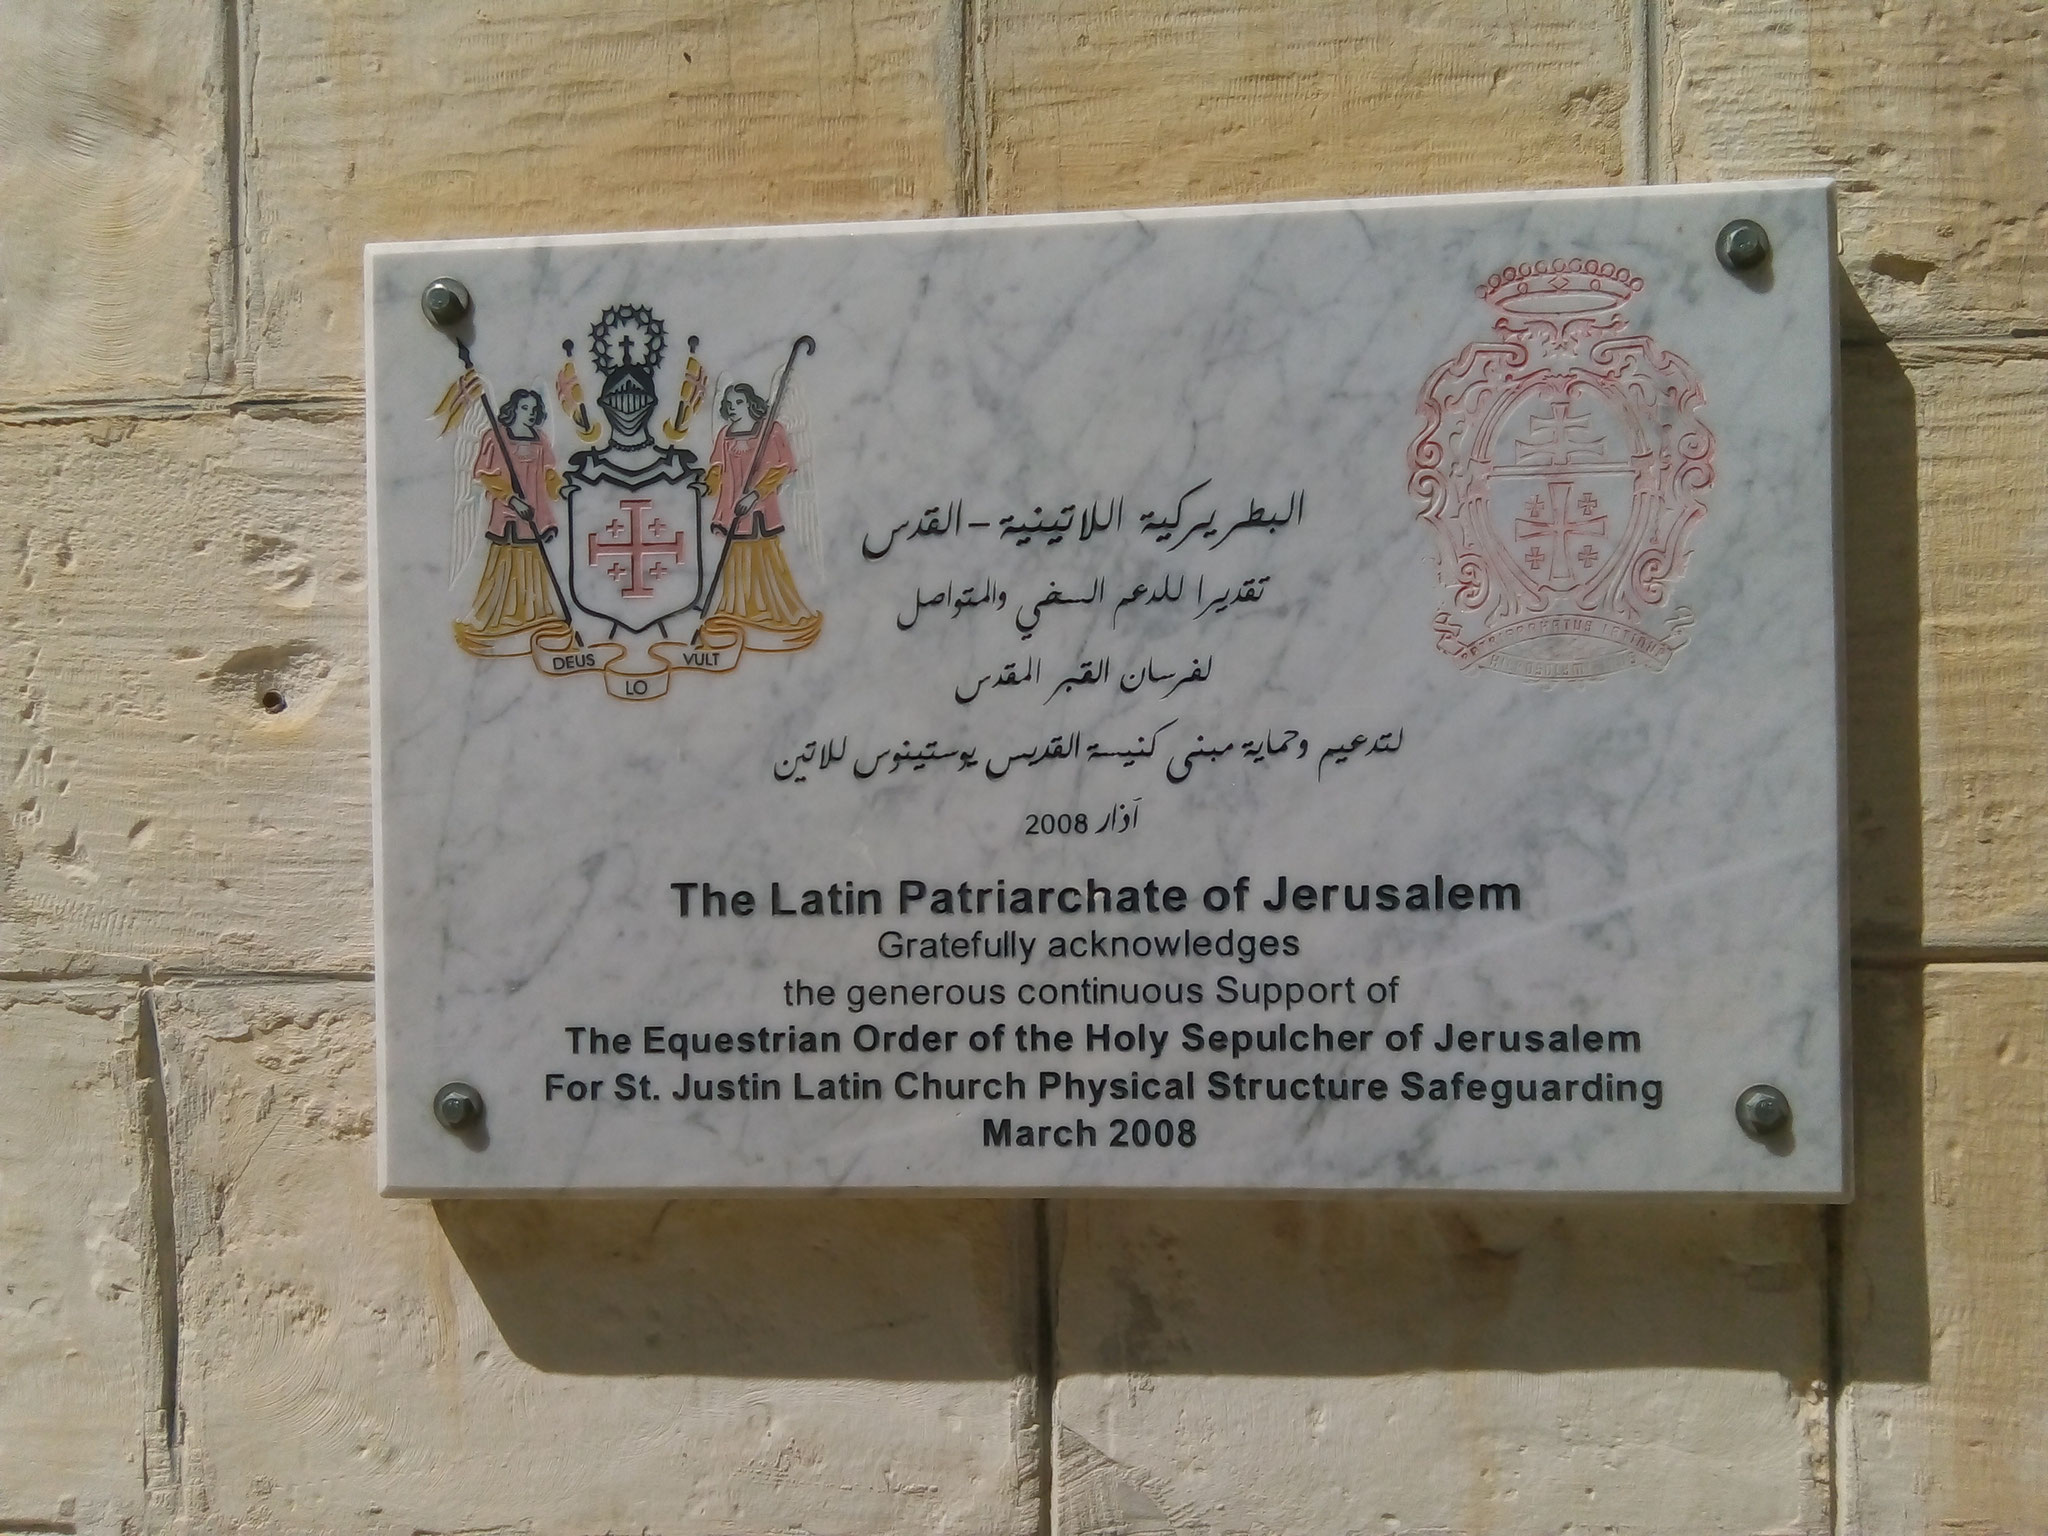 DEUS LO VULT
PATRIARCHATUS LATINUS
البطريركية اللاتينية - القدس
تقديرا للدعم السخي والمتواصل
لفرسان القبر المقدس
لتدعيم وحماية مبنى كنيسة القديس يوستينوس للاتين
آذار 2008
The Latin Patriarchate of Jerusalem
Gratefully acknowledges
the generous continuous Support of
The Equestrian Order of the Holy Sepulcher of Jerusalem
For St. Justin Latin Church Physical Structure Safeguarding
March 2008